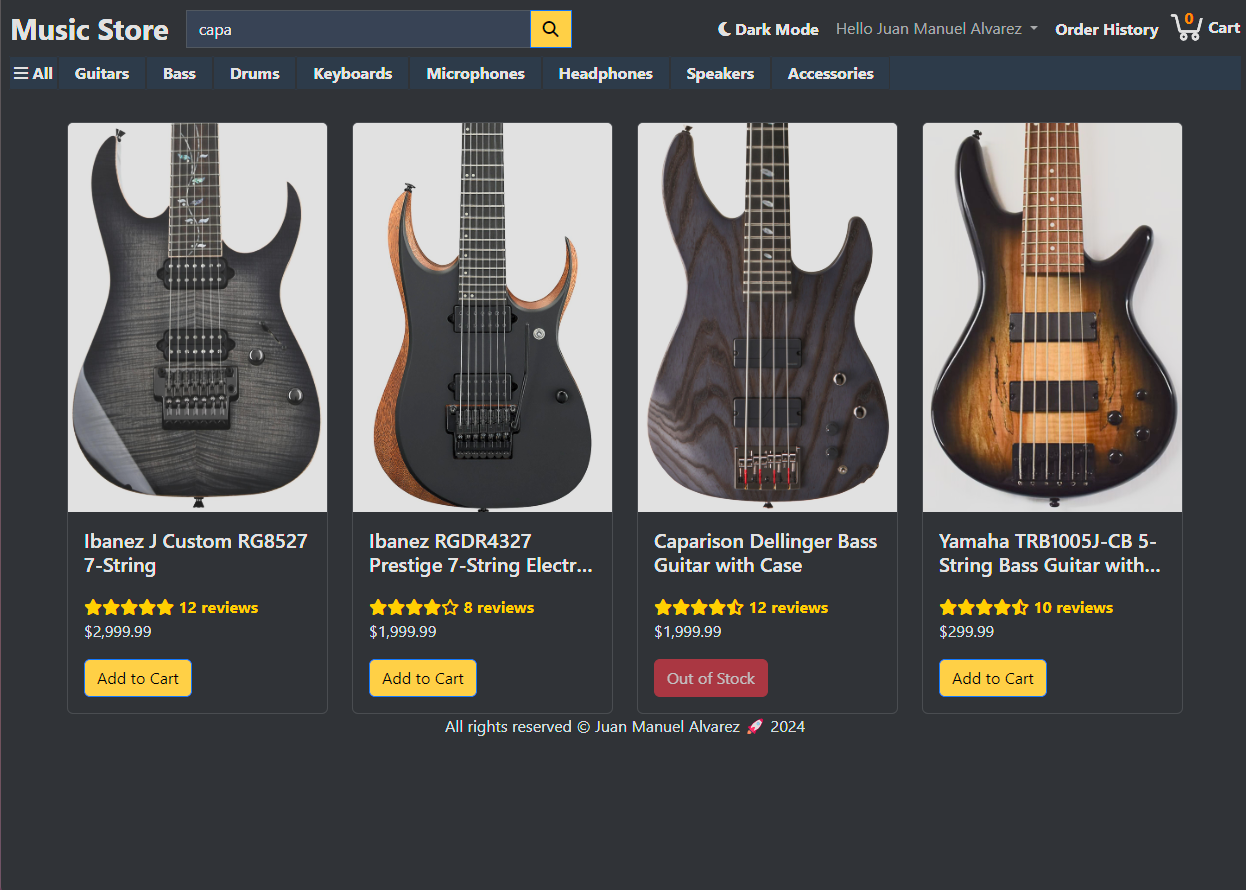 Music Store
capa
Dark Mode
Hello Juan Manuel Alvarez
Order History
0
Cart
All
Guitars
Bass
Drums
Keyboards
Microphones
Headphones
Speakers
Accessories
Ibanez J Custom RG8527
7-String
12 reviews
$2,999.99
Add to Cart
Ibanez RGDR4327
Prestige 7-String Electr...
8 reviews
$1,999.99
Add to Cart
Caparison Dellinger Bass
Guitar with Case
12 reviews
$1,999.99
Out of Stock
Yamaha TRB1005J-CB 5-
String Bass Guitar with...
10 reviews
$299.99
Add to Cart
All rights reserved © Juan Manuel Alvarez 🚀 2024